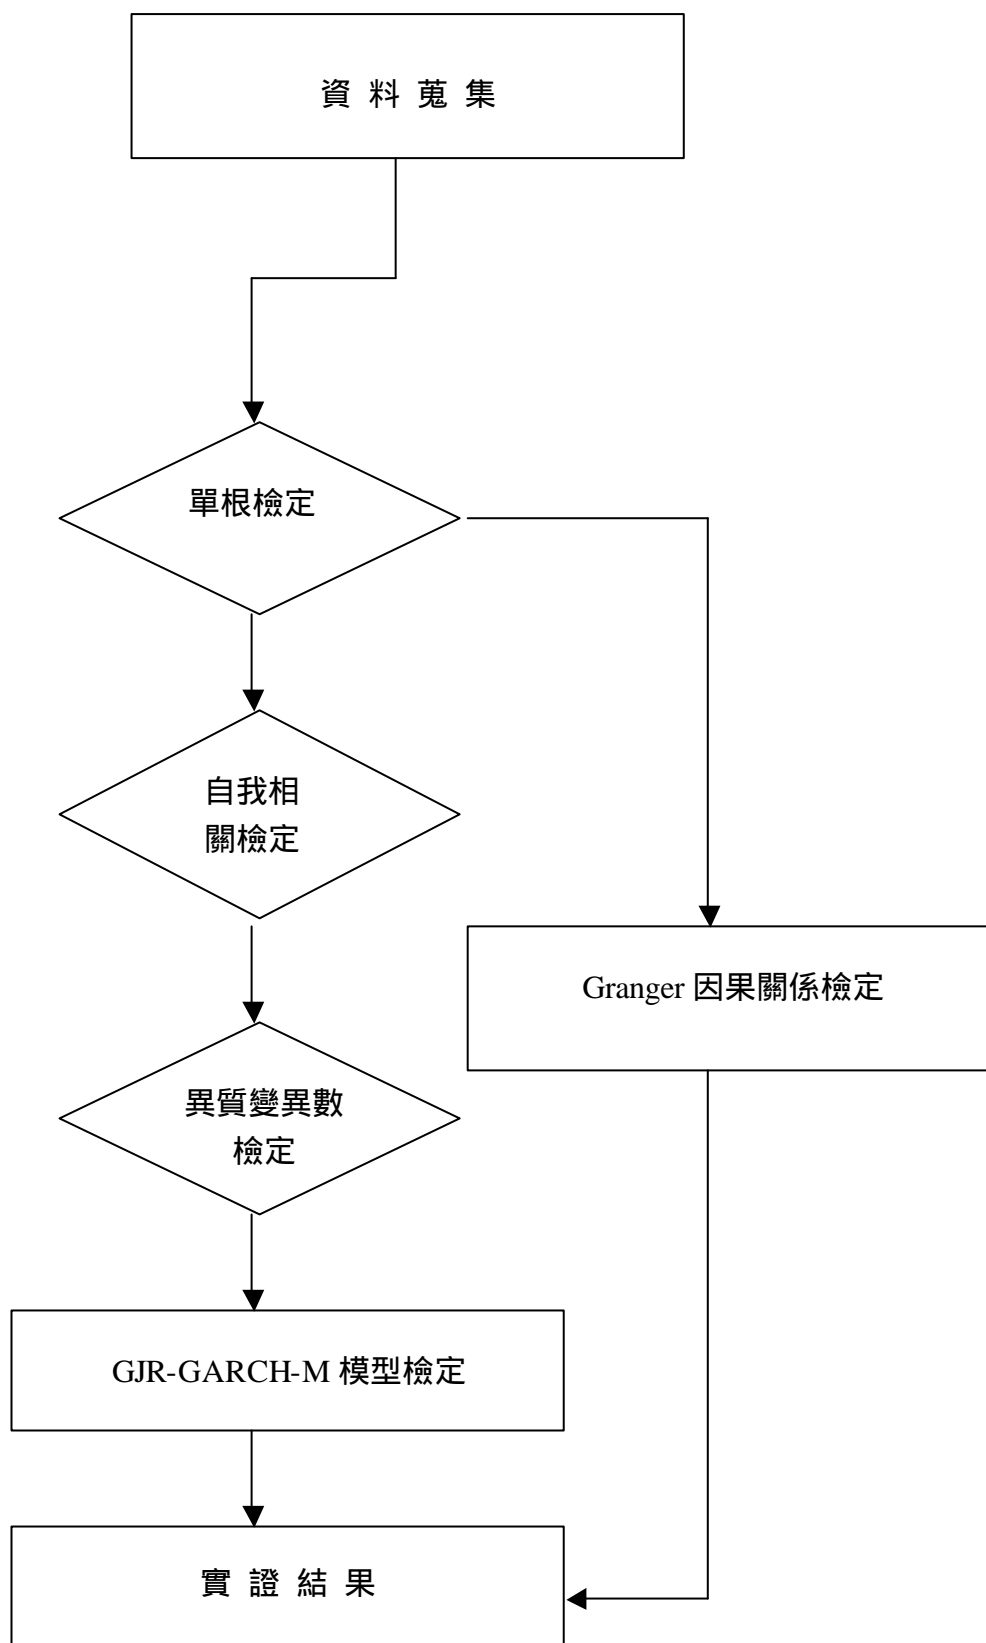 資料蒐集
單根檢定
自我相
關檢定
Granger 因果關係檢定
異質變異數
檢定
GJR-GARCH-M 模型檢定
實證結果